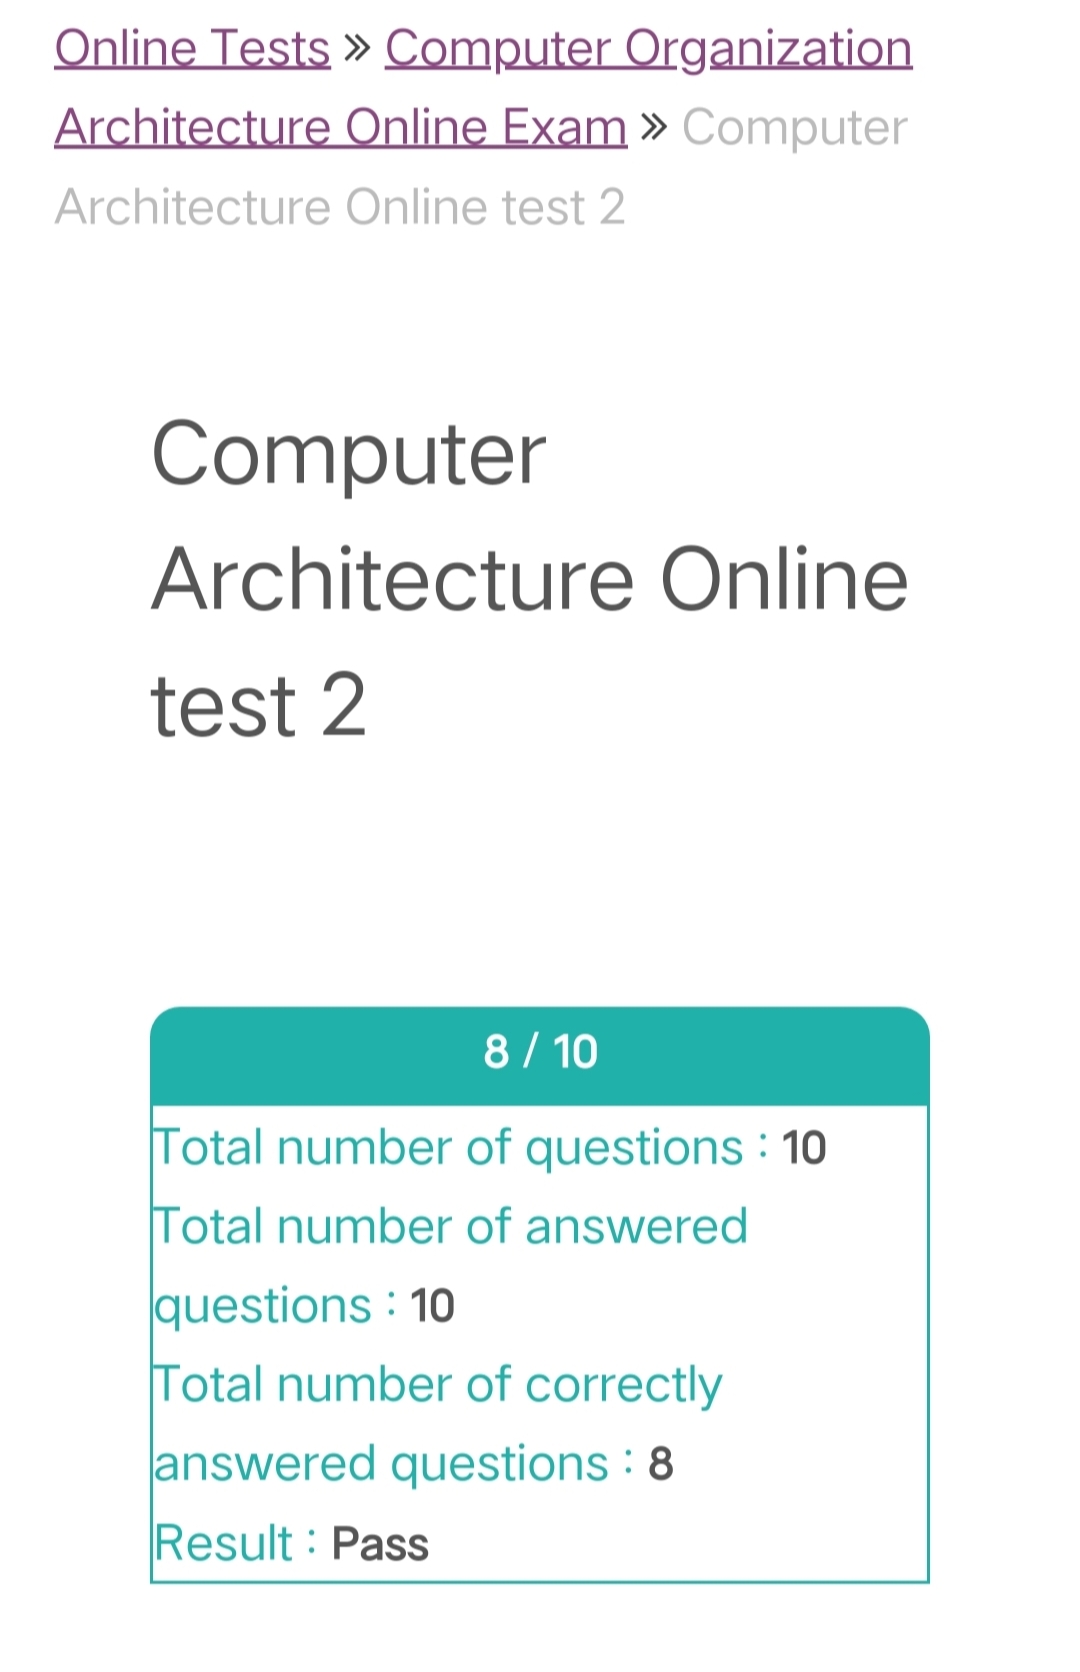 Online Tests » Computer Organization
Architecture Online Exam » Computer
Architecture Online test 2
Computer
Architecture Online
test 2
8 / 10
Total number of questions : 10
Total number of answered
questions : 10
Total number of correctly
answered questions : 8
Result : Pass